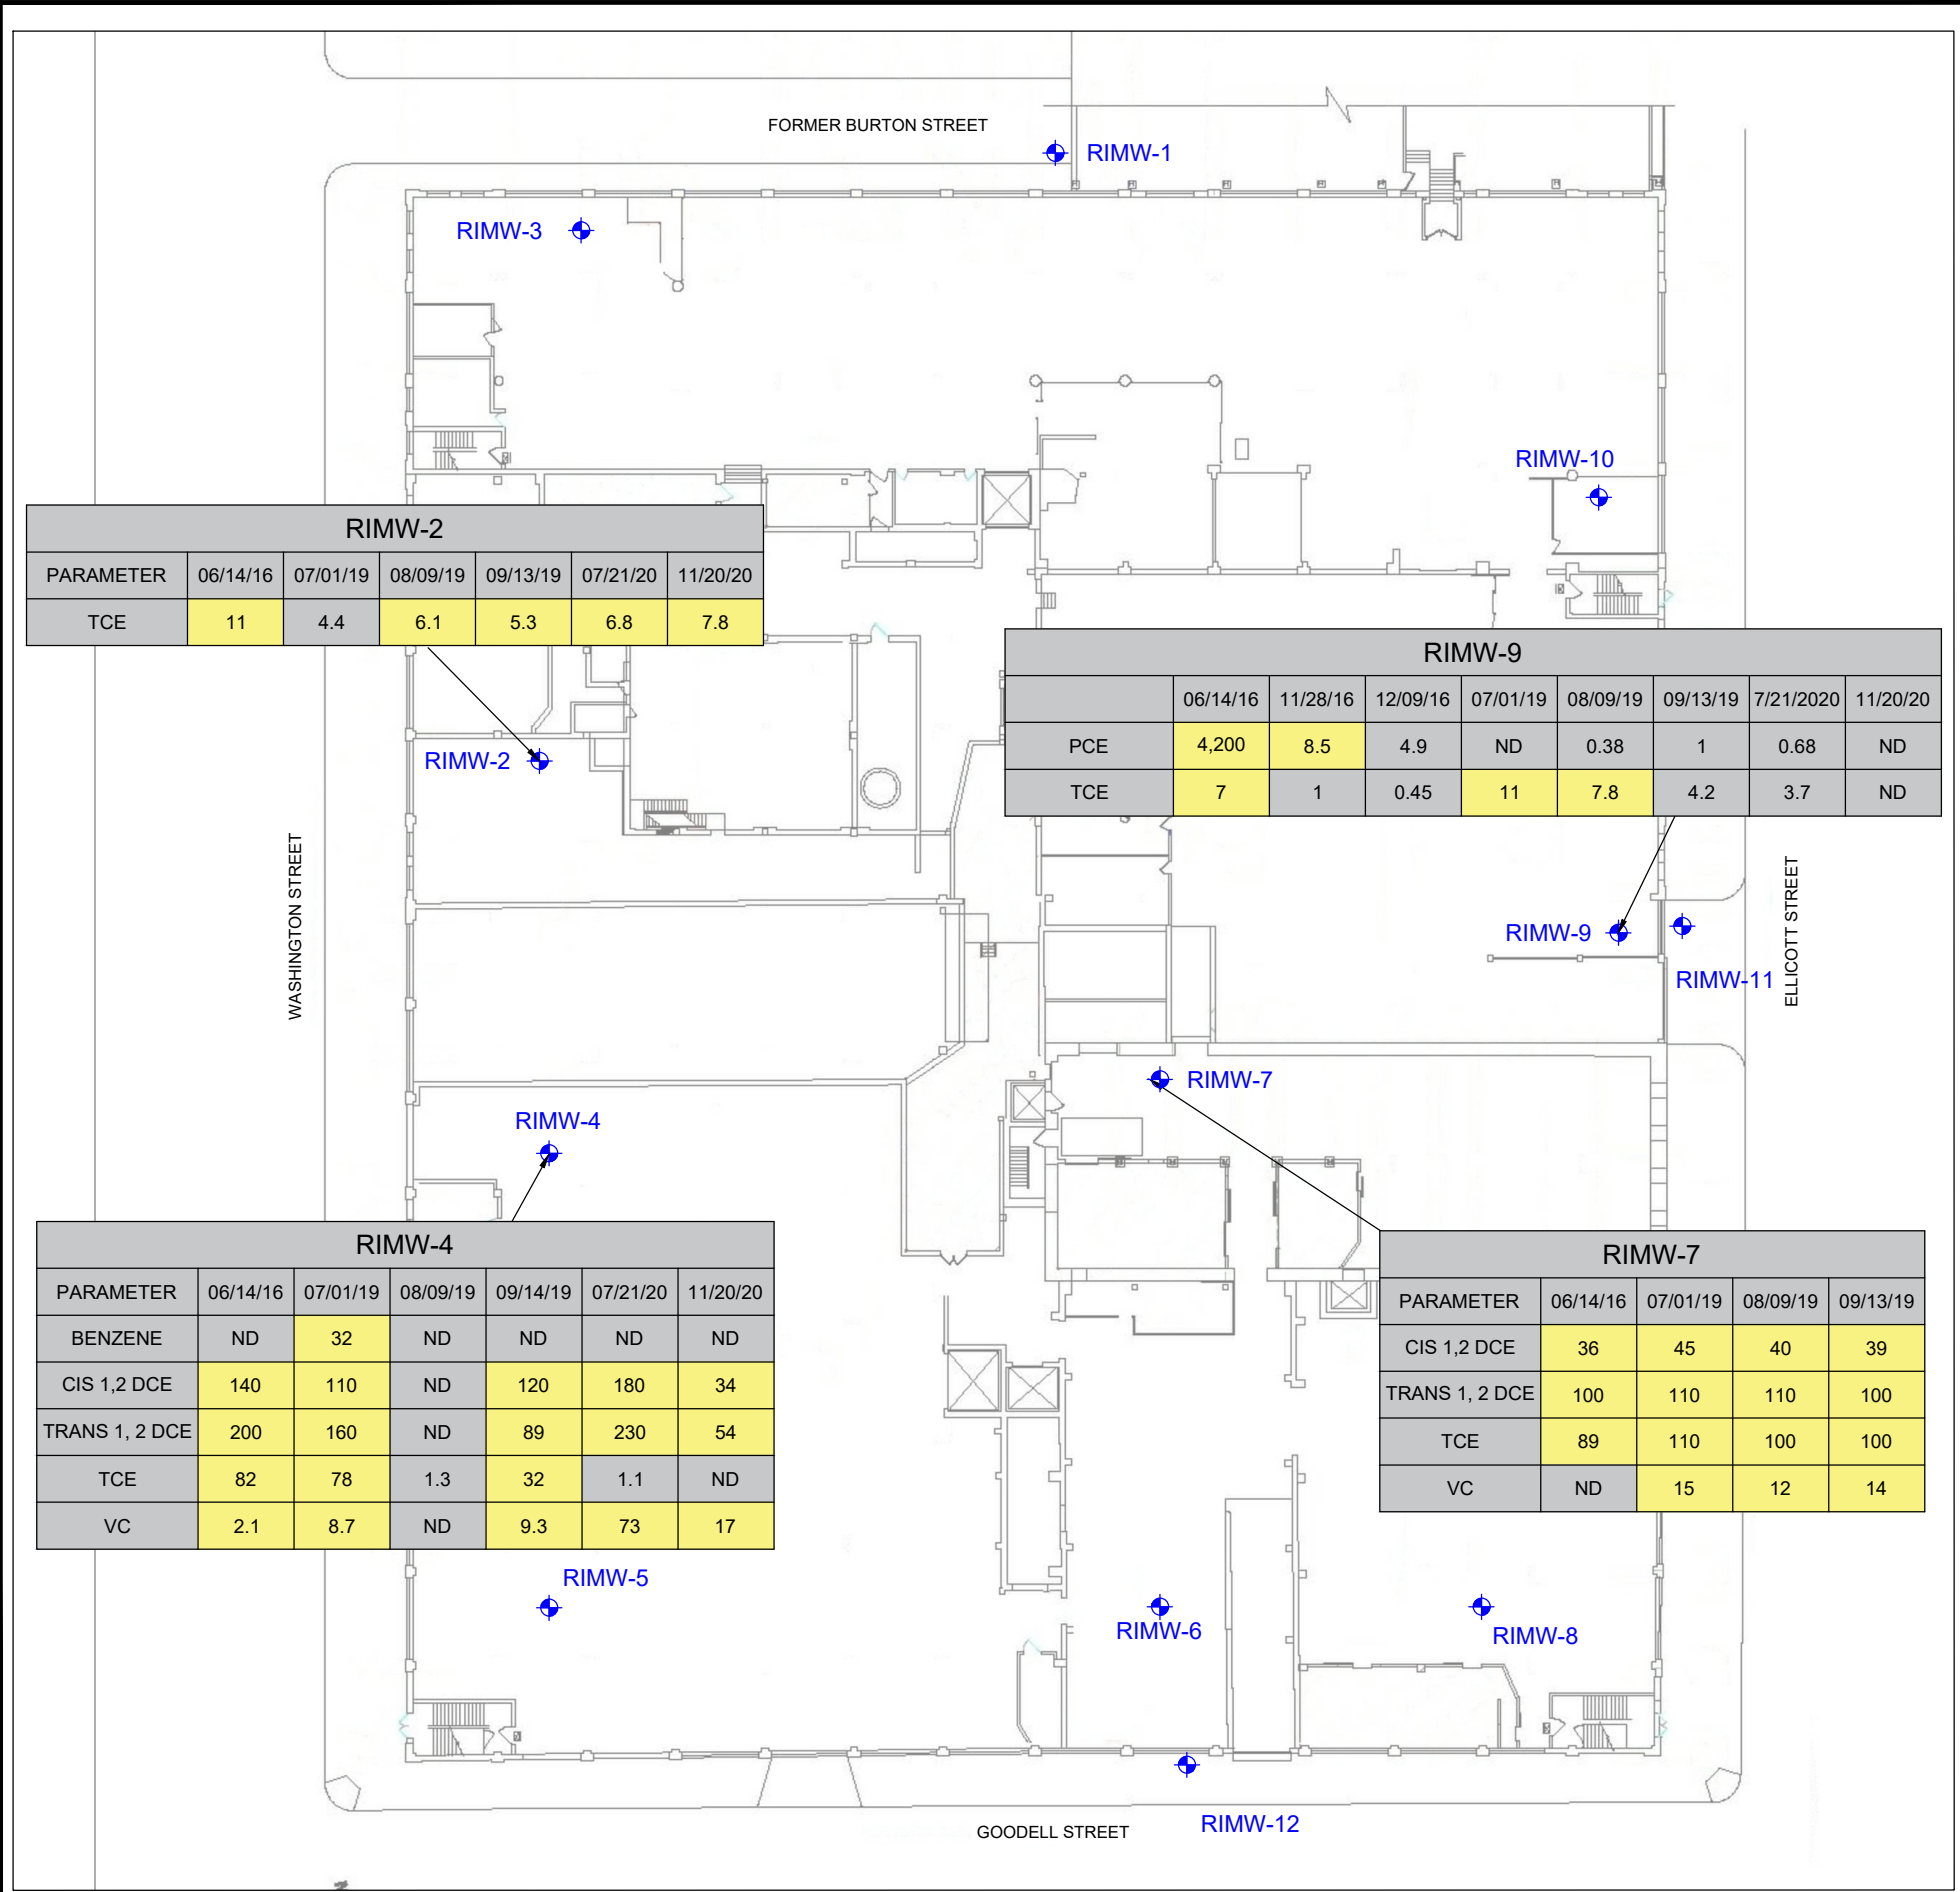 FORMER BURTON STREET
RIMW-1
RIMW-3
RIMW-10
RIMW-2
PARAMETER 06/14/16 07/01/19 08/09/19 09/13/19 07/21/20 11/20/20
TCE 11 4.4 6.1 5.3 6.8 7.8
RIMW-9
06/14/16 11/28/16 12/09/16 07/01/19 08/09/19 09/13/19 7/21/2020 11/20/20
PCE 4,200 8.5 4.9 ND 0.38 1 0.68 ND
TCE 7 1 0.45 11 7.8 4.2 3.7 ND
RIMW-2
WASHINGTON STREET
ELLICOTT STREET
RIMW-9
RIMW-11
RIMW-7
RIMW-4
RIMW-4
PARAMETER 06/14/16 07/01/19 08/09/19 09/14/19 07/21/20 11/20/20
BENZENE ND 32 ND ND ND ND
CIS 1,2 DCE 140 110 ND 120 180 34
TRANS 1, 2 DCE 200 160 ND 89 230 54
TCE 82 78 1.3 32 1.1 ND
VC 2.1 8.7 ND 9.3 73 17
RIMW-7
PARAMETER 06/14/16 07/01/19 08/09/19 09/13/19
CIS 1,2 DCE 36 45 40 39
TRANS 1, 2 DCE 100 110 110 100
TCE 89 110 100 100
VC ND 15 12 14
RIMW-5
RIMW-6
RIMW-8
RIMW-12
GOODELL STREET